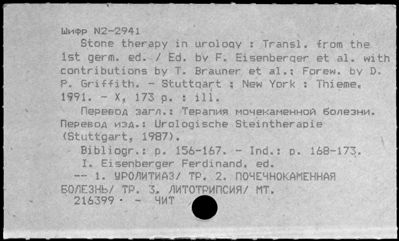 Шифр N2-2941
Stone therapy in urology : Transl. from the
1st germ. ed. / Ed. by F. Eisenberger et al. with
contributions by T. Brauner et al.; Forew. by D.
P. Griffith. - Stuttgart ; New York : Thieme,
1991. - X, 173 p. : ill.
Перевод загл.: Терапия мочекаменной болезни.
Перевод изд.: Urologische Steintherapie
(Stuttgart, 1987).
Bibliogr.: p. 156-167. - Ind.: p. 168-173.
I. Eisenberger Ferdinand, ed.
-- 1. УРОЛИТИАЗ/ ТР. 2. ПОЧЕЧНОКАМЕННАЯ
БОЛЕЗНЬ/ ТР. 3. ЛИТОТРИПСИЯ/ МТ.
216399 - ЧИТ